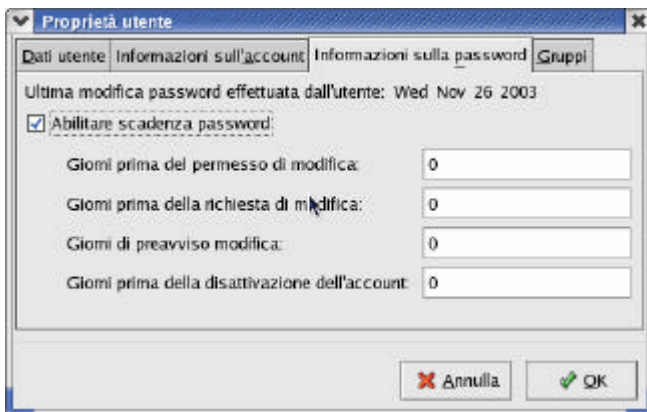 Proprietà utente
Dati utente Informazioni sull'account Informazioni sulla password Gruppi
Ultima modifica password effettuata dall'utente: Wed Nov 26 2003
Abilitare scadenza password:
Giorni prima del permesso di modifica: 0
Giorni prima della richiesta di modifica: 0
Giorni di preavviso modifica: 0
Giorni prima della disattivazione dell'account: 0
Annulla OK